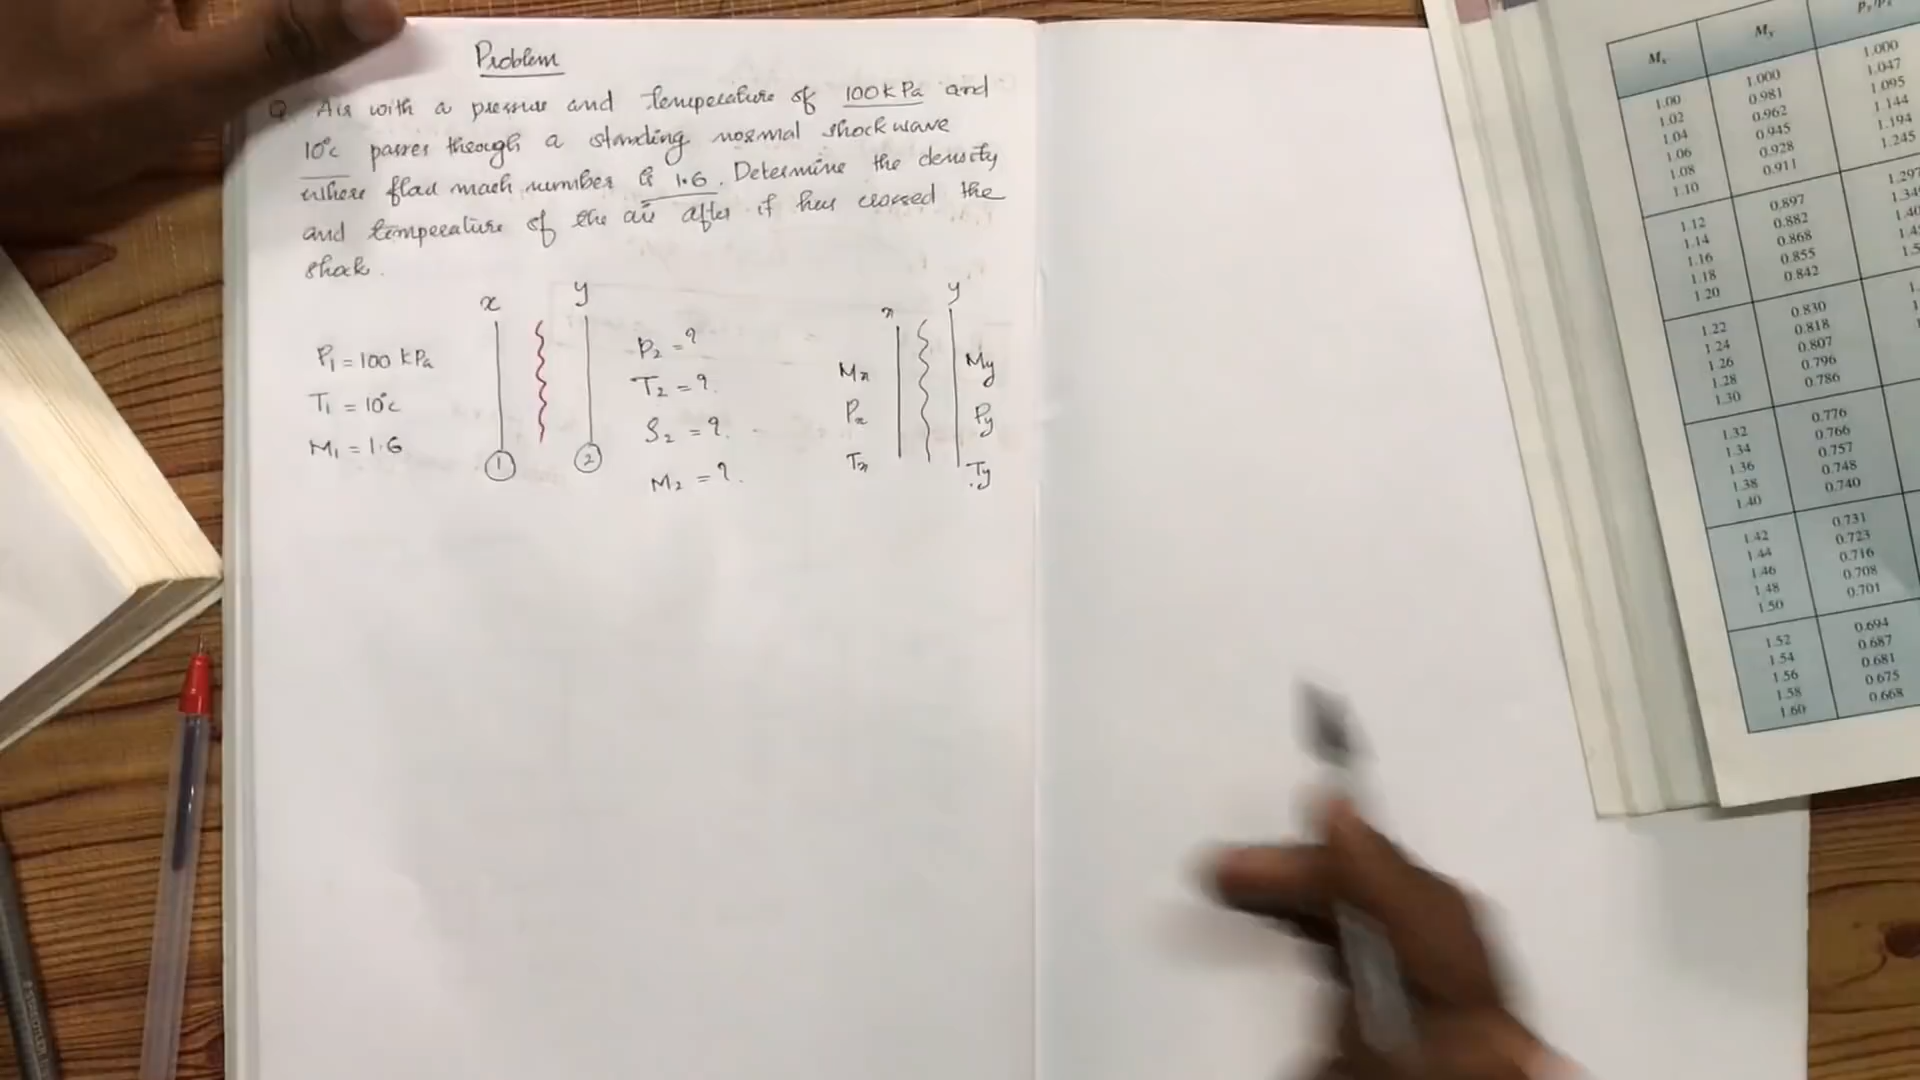 Problem
Q. Air with a pressure and temperature of 100 kPa and
10°c passes through a standing normal shock wave
where flad mach number is 1.6. Determine the density
and temperature of the air after it has crossed the
shock.
x y
P1 = 100 kPa
T1 = 10°c
M1 = 1.6
1 2
P2 = ?
T2 = ?.
S2 = ?.
M2 = ?.
x y
Mx My
Px Py
Tx Ty
Mx My
1.00 1.000 1.000
1.02 0.981 1.047
1.04 0.962 1.095
1.06 0.945 1.144
1.08 0.928 1.194
1.10 0.911 1.245
1.12 0.897
1.14 0.882
1.16 0.868
1.18 0.855
1.20 0.842
1.22 0.830
1.24 0.818
1.26 0.807
1.28 0.796
1.30 0.786
1.32 0.776
1.34 0.766
1.36 0.757
1.38 0.748
1.40 0.740
1.42 0.731
1.44 0.723
1.46 0.716
1.48 0.708
1.50 0.701
1.52 0.694
1.54 0.687
1.56 0.681
1.58 0.675
1.60 0.668
STAEDTLER